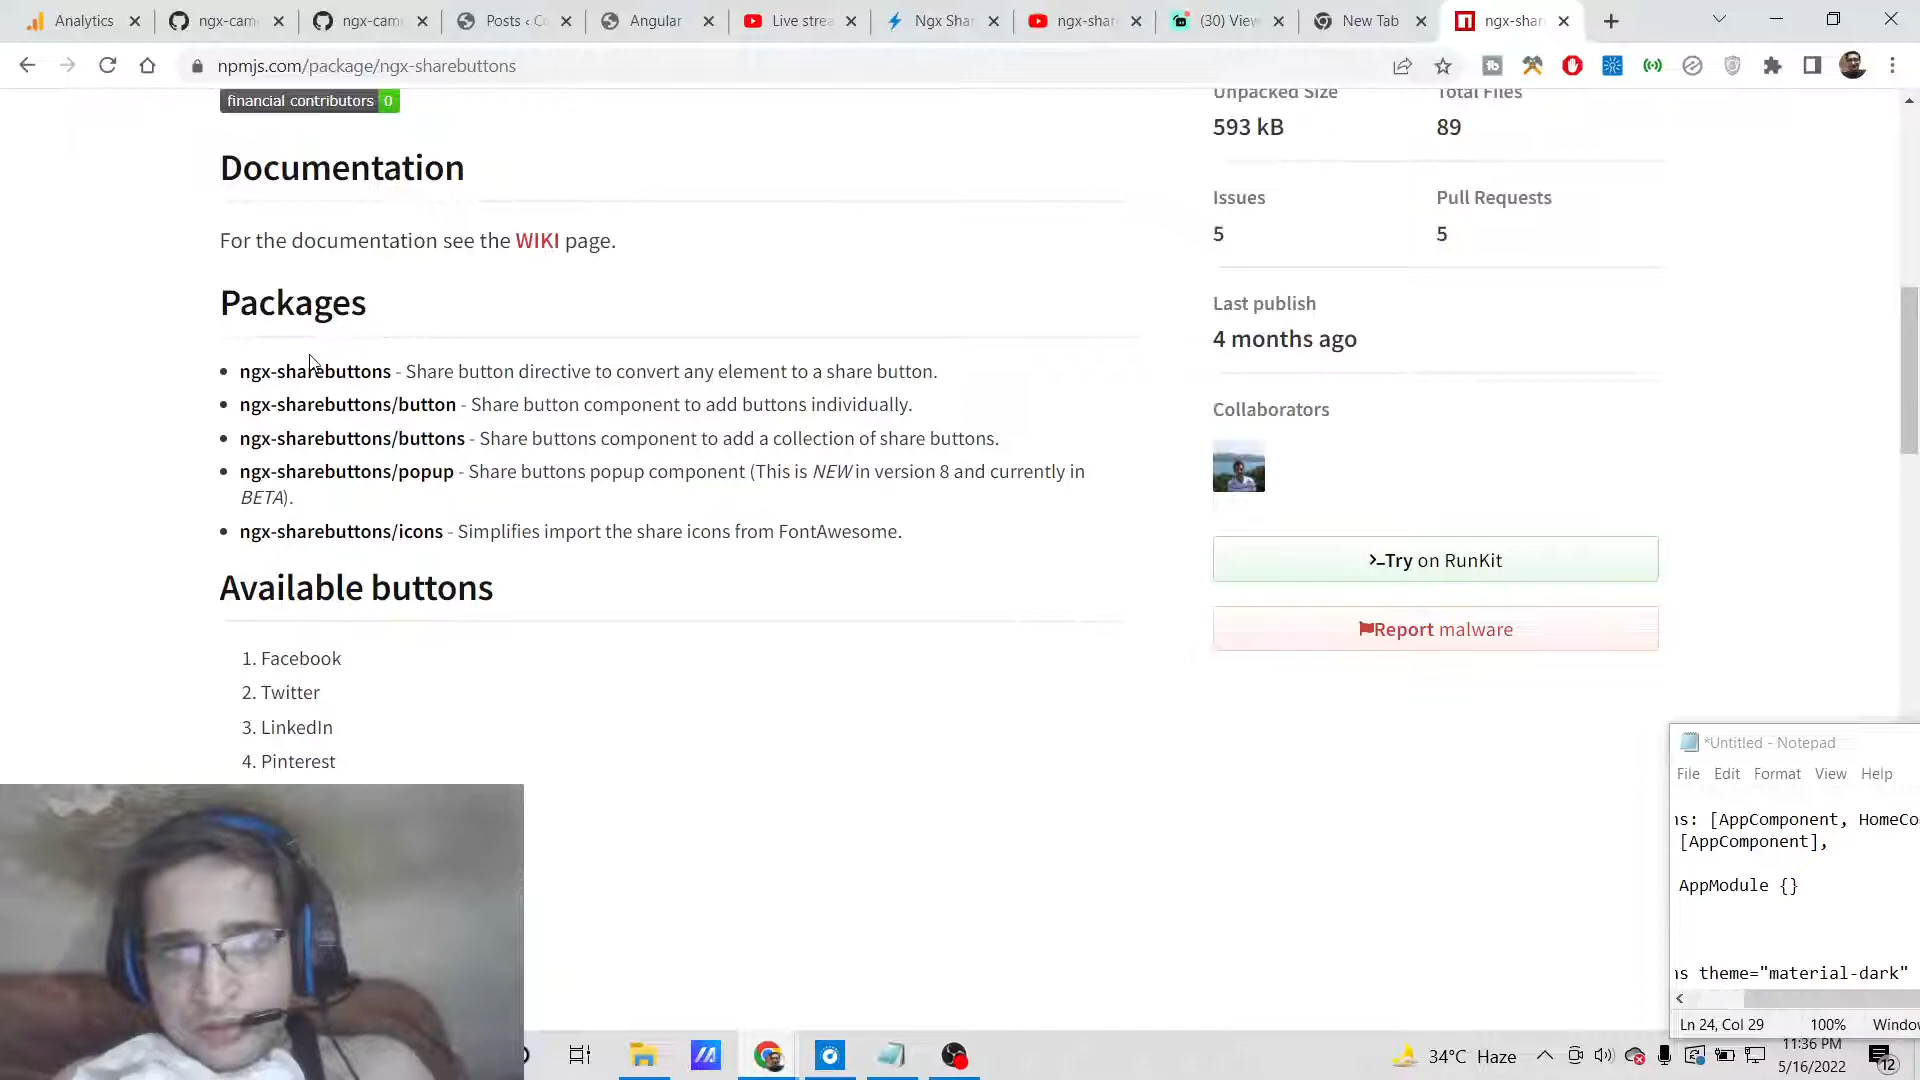 Analytics
ngx-cam
ngx-cam
Posts ‹ C
Angular
Live strea
Ngx Shar
ngx-shar
(30) View
New Tab
ngx-shar
npmjs.com/package/ngx-sharebuttons
financial contributors 0
Documentation
For the documentation see the WIKI page.
Packages
ngx-sharebuttons - Share button directive to convert any element to a share button.
ngx-sharebuttons/button - Share button component to add buttons individually.
ngx-sharebuttons/buttons - Share buttons component to add a collection of share buttons.
ngx-sharebuttons/popup - Share buttons popup component (This is NEW in version 8 and currently in
BETA).
ngx-sharebuttons/icons - Simplifies import the share icons from FontAwesome.
Available buttons
1. Facebook
2. Twitter
3. LinkedIn
4. Pinterest
Unpacked Size
593 kB
Total Files
89
Issues
5
Pull Requests
5
Last publish
4 months ago
Collaborators
Try on RunKit
Report malware
*Untitled - Notepad
File Edit Format View Help
ns: [AppComponent, HomeCo
[AppComponent],
AppModule {}
ns theme="material-dark"
Ln 24, Col 29
100%
Window
34°C Haze
11:36 PM
5/16/2022
12